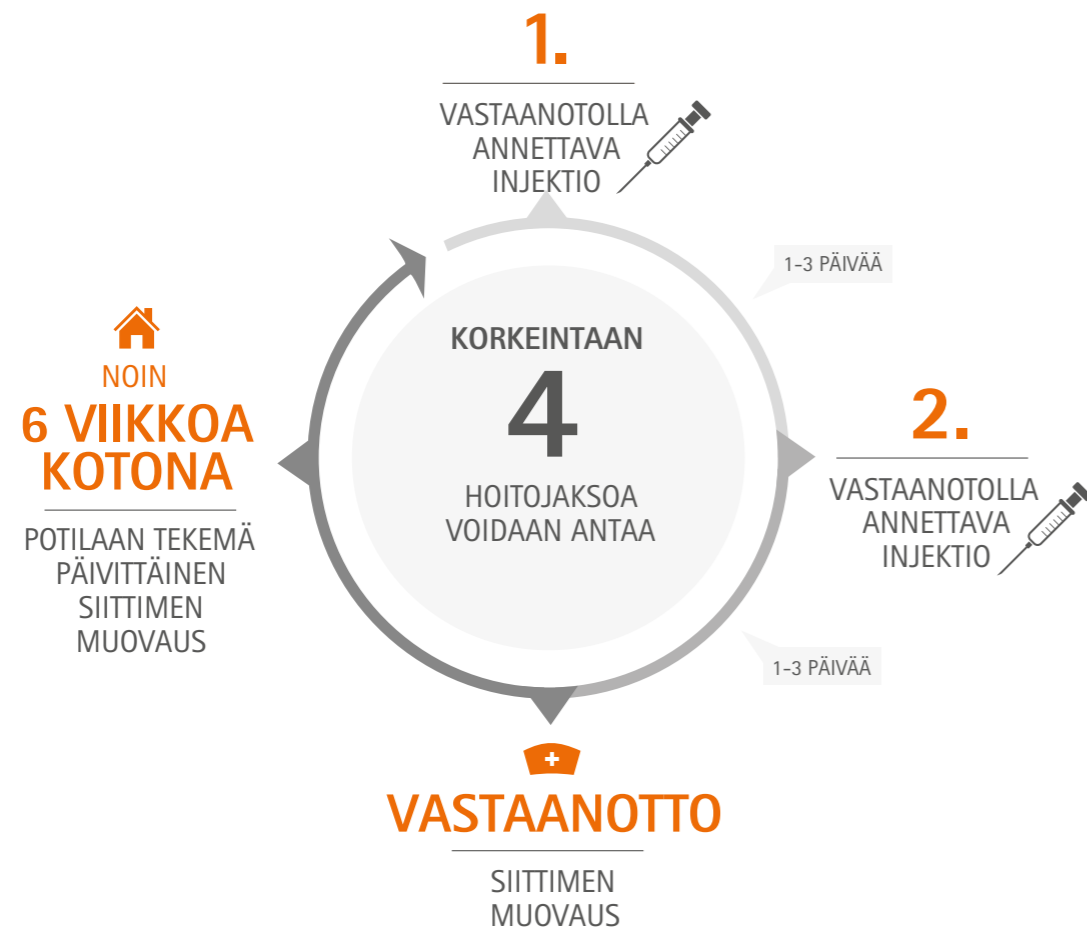 1.
VASTAANOTOLLA
ANNETTAVA
INJEKTIO
1-3 PÄIVÄÄ
2.
VASTAANOTOLLA
ANNETTAVA
INJEKTIO
1-3 PÄIVÄÄ
VASTAANOTTO
SIITTIMEN
MUOVAUS
NOIN
6 VIIKKOA
KOTONA
POTILAAN TEKEMÄ
PÄIVITTÄINEN
SIITTIMEN
MUOVAUS
KORKEINTAAN
4
HOITOJAKSOA
VOIDAAN ANTAA